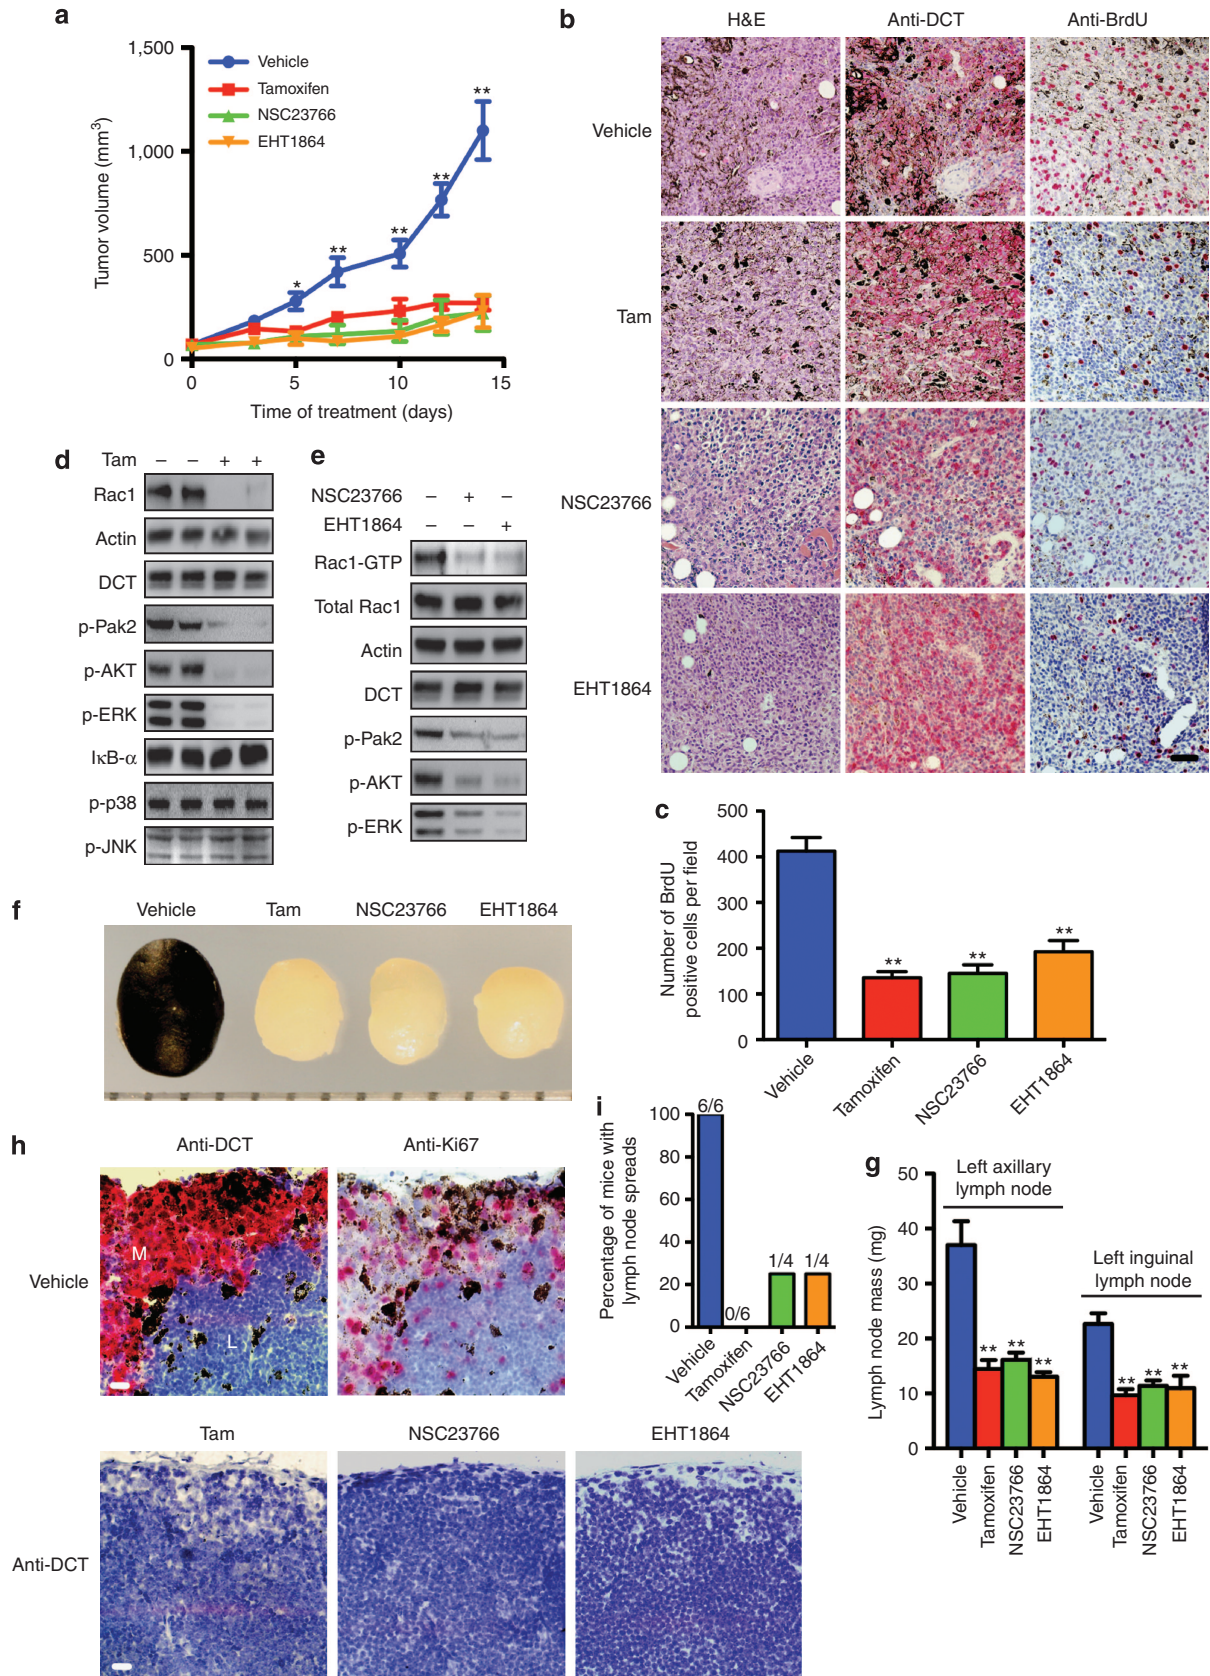 a
1,500
1,000
500
0
0 5 10 15
Tumor volume (mm³)
Time of treatment (days)
Vehicle
Tamoxifen
NSC23766
EHT1864
*
**
**
**
**
b
H&E Anti-DCT Anti-BrdU
Vehicle
Tam
NSC23766
EHT1864
d
Tam – – + +
Rac1
Actin
DCT
p-Pak2
p-AKT
p-ERK
IκB-α
p-p38
p-JNK
e
NSC23766 – + –
EHT1864 – – +
Rac1-GTP
Total Rac1
Actin
DCT
p-Pak2
p-AKT
p-ERK
c
500
400
300
200
100
0
Number of BrdU
positive cells per field
** ** **
Vehicle
Tamoxifen
NSC23766
EHT1864
f
Vehicle Tam NSC23766 EHT1864
h
Anti-DCT Anti-Ki67
Vehicle
M
L
Tam NSC23766 EHT1864
Anti-DCT
i
100
80
60
40
20
0
Percentage of mice with
lymph node spreads
6/6
0/6
1/4
1/4
Vehicle
Tamoxifen
NSC23766
EHT1864
g
50
40
30
20
10
0
Lymph node mass (mg)
Left axillary
lymph node
Left inguinal
lymph node
** ** **
** ** **
Vehicle
Tamoxifen
NSC23766
EHT1864
Vehicle
Tamoxifen
NSC23766
EHT1864